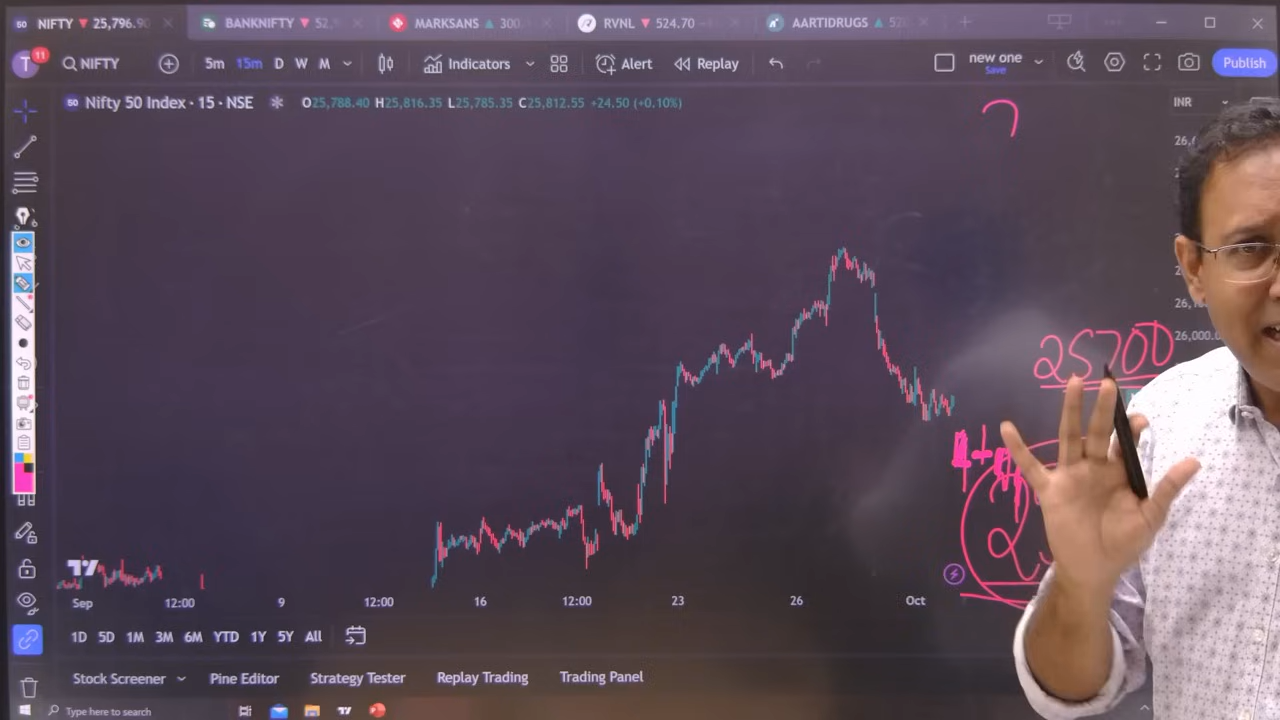 NIFTY ▼ 25,796.90
BANKNIFTY ▼ 52,
MARKSANS ▲ 300
RVNL ▼ 524.70
AARTIDRUGS ▲
T 11 NIFTY 5m 15m D W M Indicators Alert Replay new one Save Publish
50 Nifty 50 Index · 15 · NSE O25,788.40 H25,816.35 L25,785.35 C25,812.55 +24.50 (+0.10%) INR
26,000.0
25700
Sep 12:00 9 12:00 16 12:00 23 26 Oct
1D 5D 1M 3M 6M YTD 1Y 5Y All
Stock Screener Pine Editor Strategy Tester Replay Trading Trading Panel
Type here to search